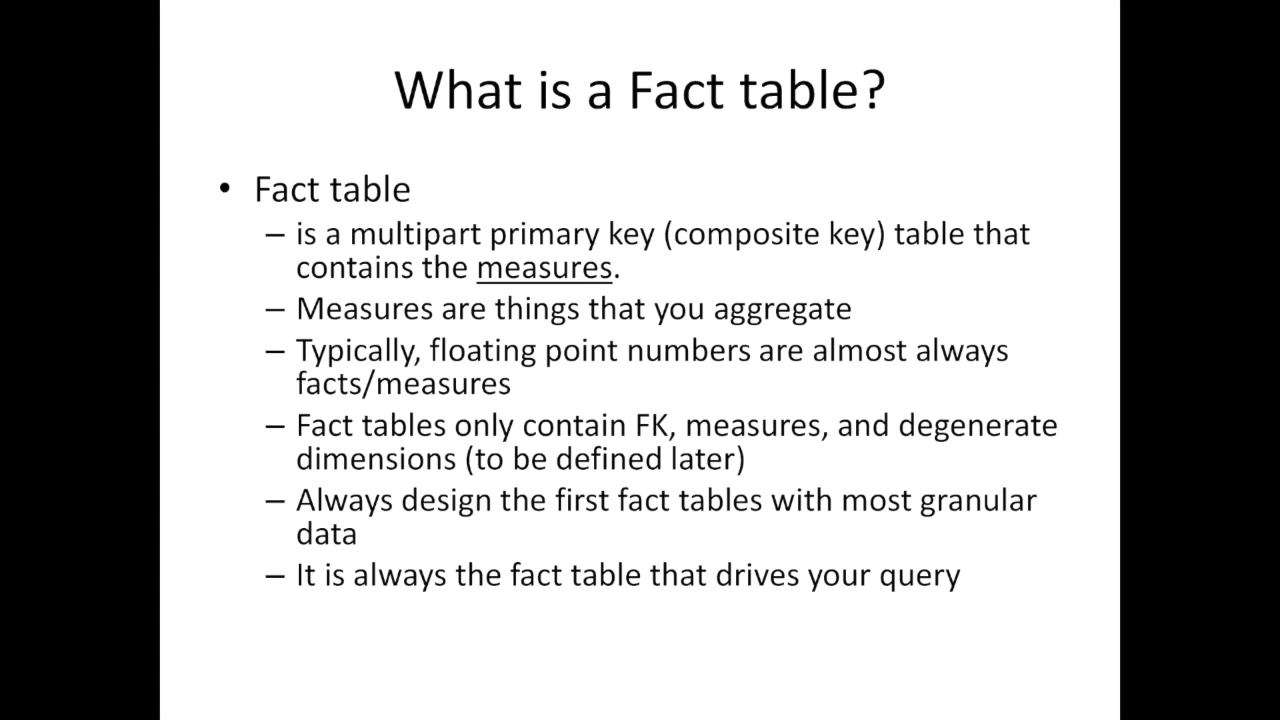 What is a Fact table?
• Fact table
– is a multipart primary key (composite key) table that
contains the measures.
– Measures are things that you aggregate
– Typically, floating point numbers are almost always
facts/measures
– Fact tables only contain FK, measures, and degenerate
dimensions (to be defined later)
– Always design the first fact tables with most granular
data
– It is always the fact table that drives your query